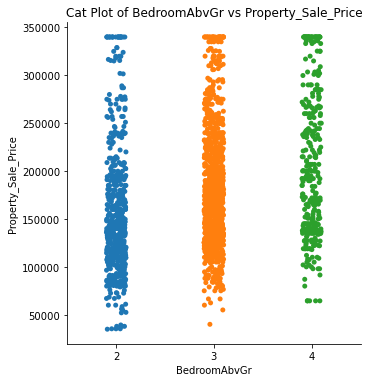 Cat Plot of BedroomAbvGr vs Property_Sale_Price
350000
300000
250000
200000
150000
100000
50000
Property_Sale_Price
2 3 4
BedroomAbvGr